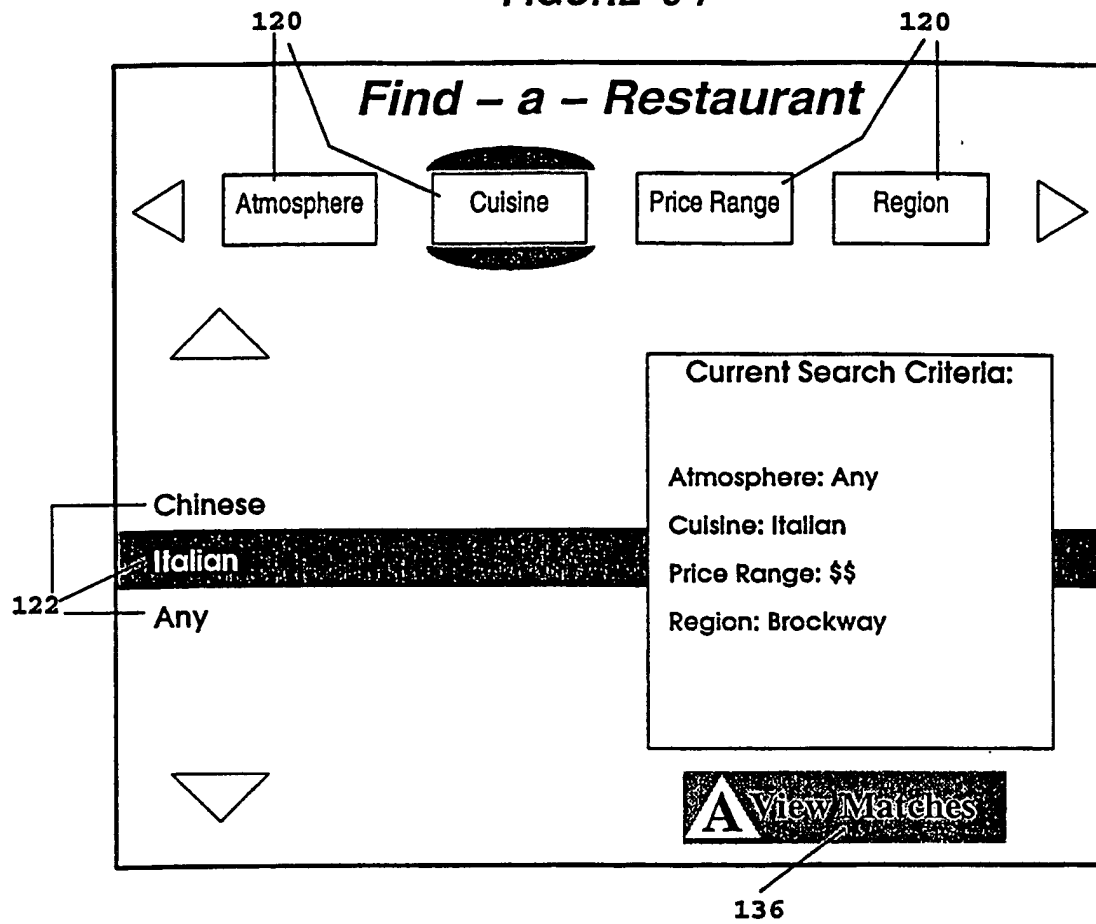 120 120
Find – a – Restaurant
Atmosphere Cuisine Price Range Region
Current Search Criteria:
Atmosphere: Any
Chinese
Cuisine: Italian
Italian
Price Range: $$
122
Any
Region: Brockway
A View Matches
136